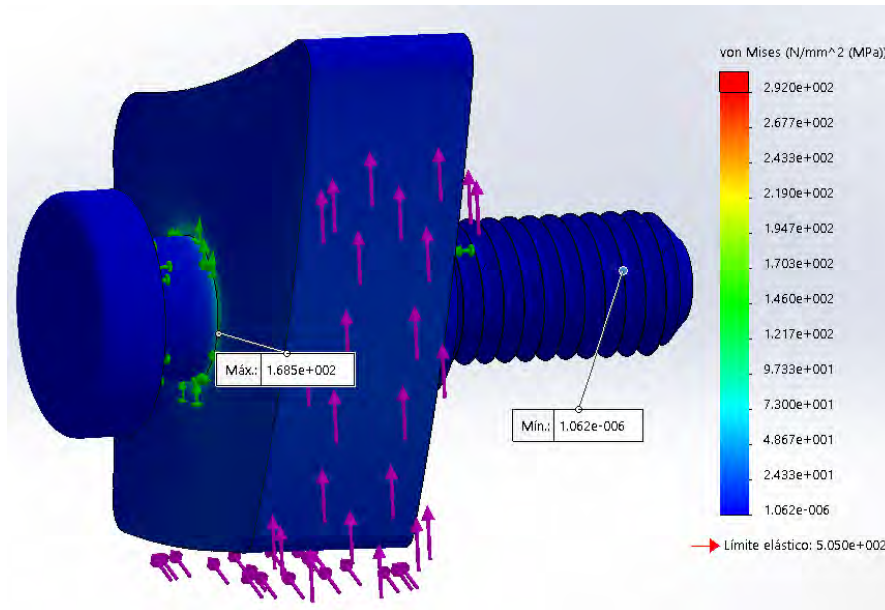 von Mises (N/mm^2 (MPa))
2.920e+002
2.677e+002
2.433e+002
2.190e+002
1.947e+002
1.703e+002
1.460e+002
1.217e+002
9.733e+001
7.300e+001
4.867e+001
2.433e+001
1.062e-006
Límite elástico: 5.050e+002
Máx.: 1.685e+002
Mín.: 1.062e-006